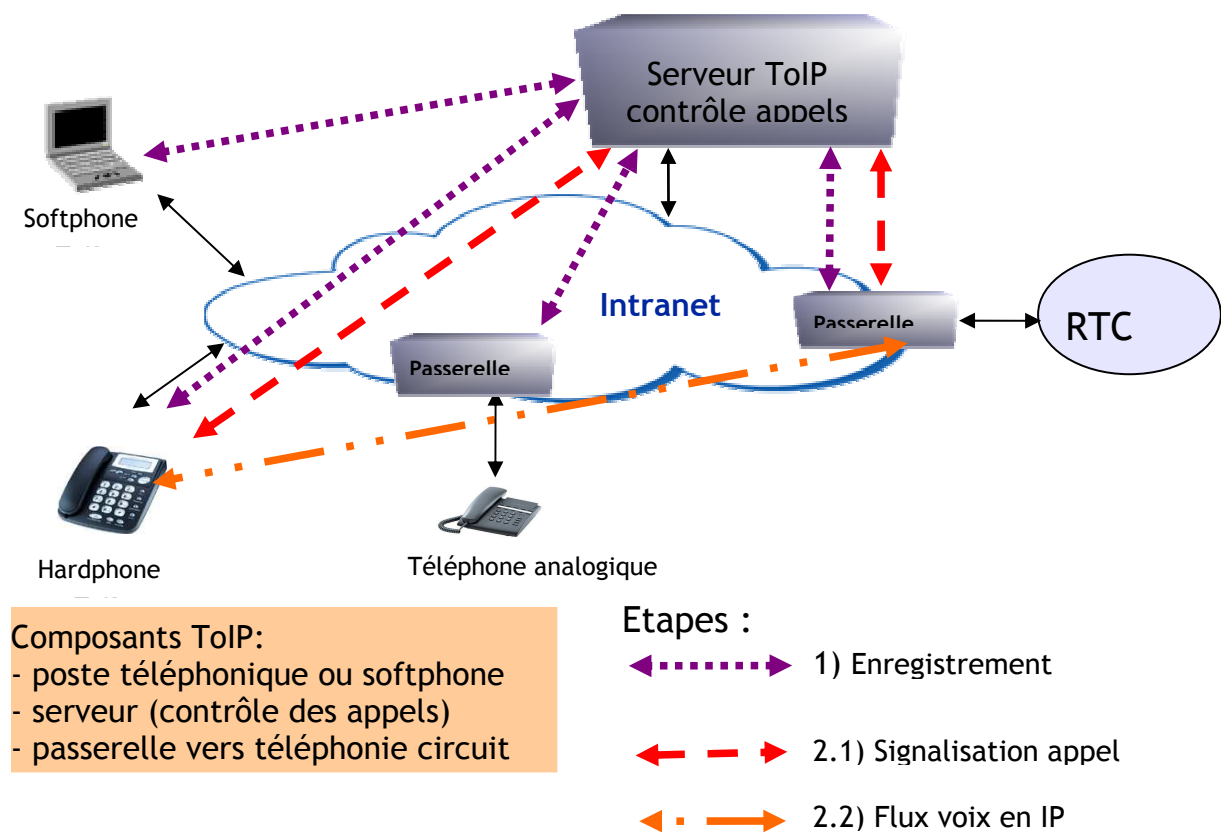 Serveur ToIP
contrôle appels
Softphone
Intranet
Passerelle
RTC
Passerelle
Hardphone
Téléphone analogique
Composants ToIP:
- poste téléphonique ou softphone
- serveur (contrôle des appels)
- passerelle vers téléphonie circuit
Etapes :
1) Enregistrement
2.1) Signalisation appel
2.2) Flux voix en IP